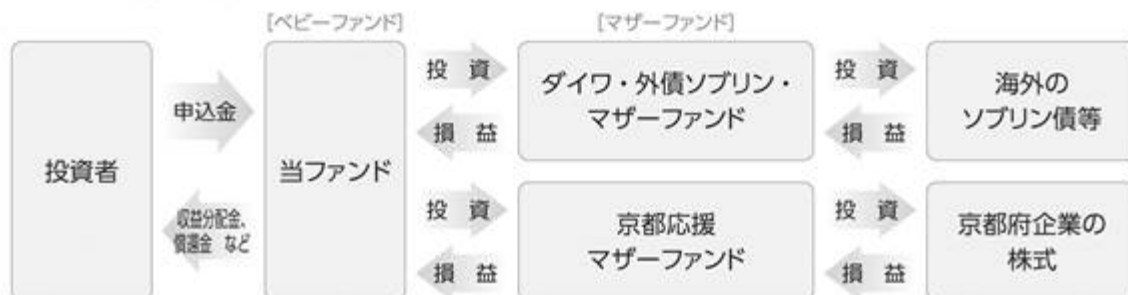 [ベビーファンド]
[マザーファンド]
投資者
申込金
収益分配金、
償還金 など
当ファンド
投 資
損 益
ダイワ・外債ソブリン・
マザーファンド
投 資
損 益
海外の
ソブリン債等
投 資
損 益
京都応援
マザーファンド
投 資
損 益
京都府企業の
株式